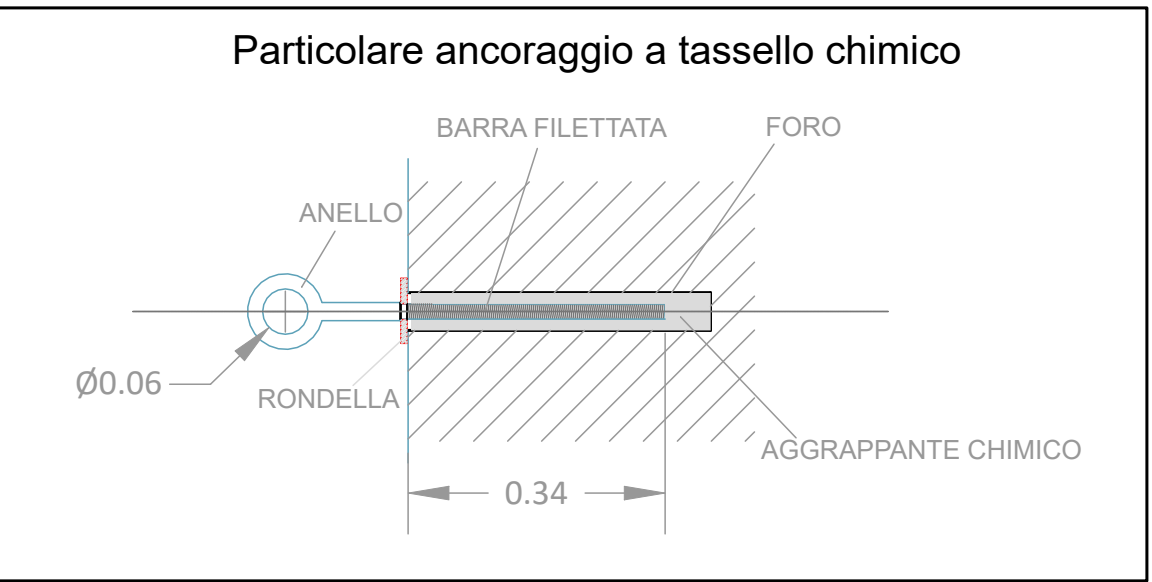 Particolare ancoraggio a tassello chimico
BARRA FILETTATA
FORO
ANELLO
Ø0.06
RONDELLA
AGGRAPPANTE CHIMICO
0.34